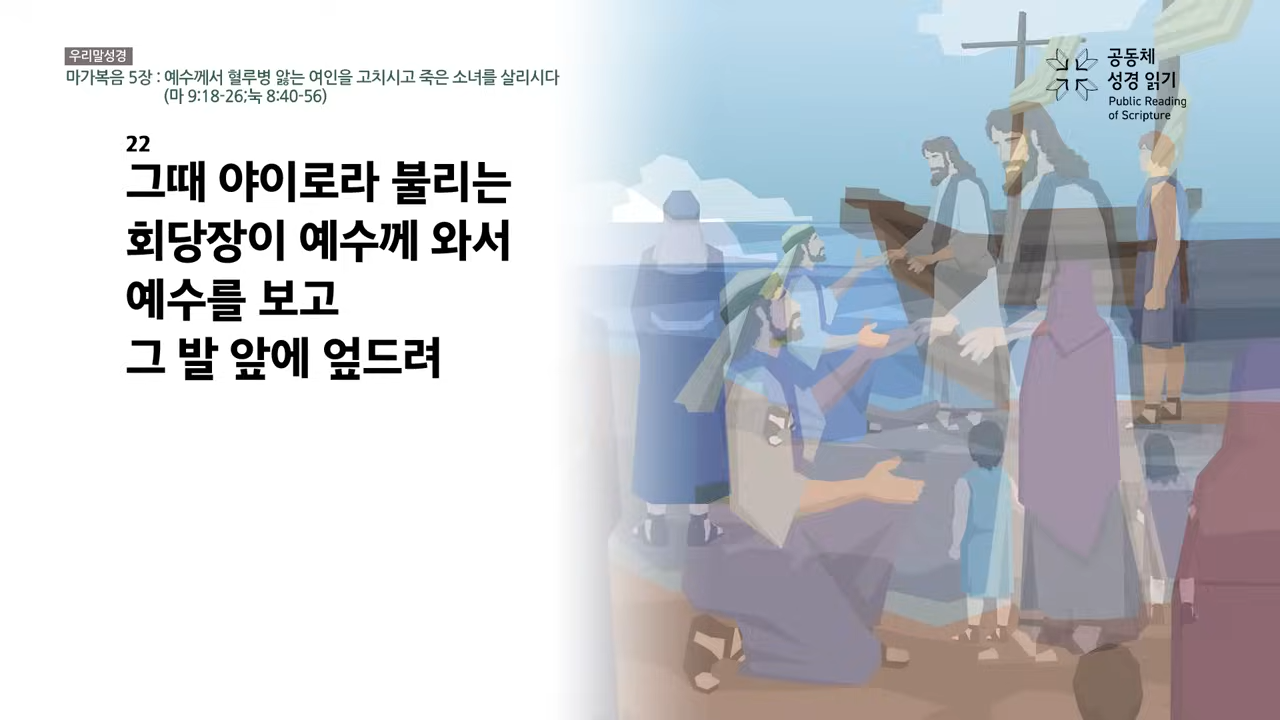 우리말성경
마가복음 5장 : 예수께서 혈루병 앓는 여인을 고치시고 죽은 소녀를 살리시다
(마 9:18-26;눅 8:40-56)
22
그때 야이로라 불리는
회당장이 예수께 와서
예수를 보고
그 발 앞에 엎드려
공동체
성경 읽기
Public Reading
of Scripture